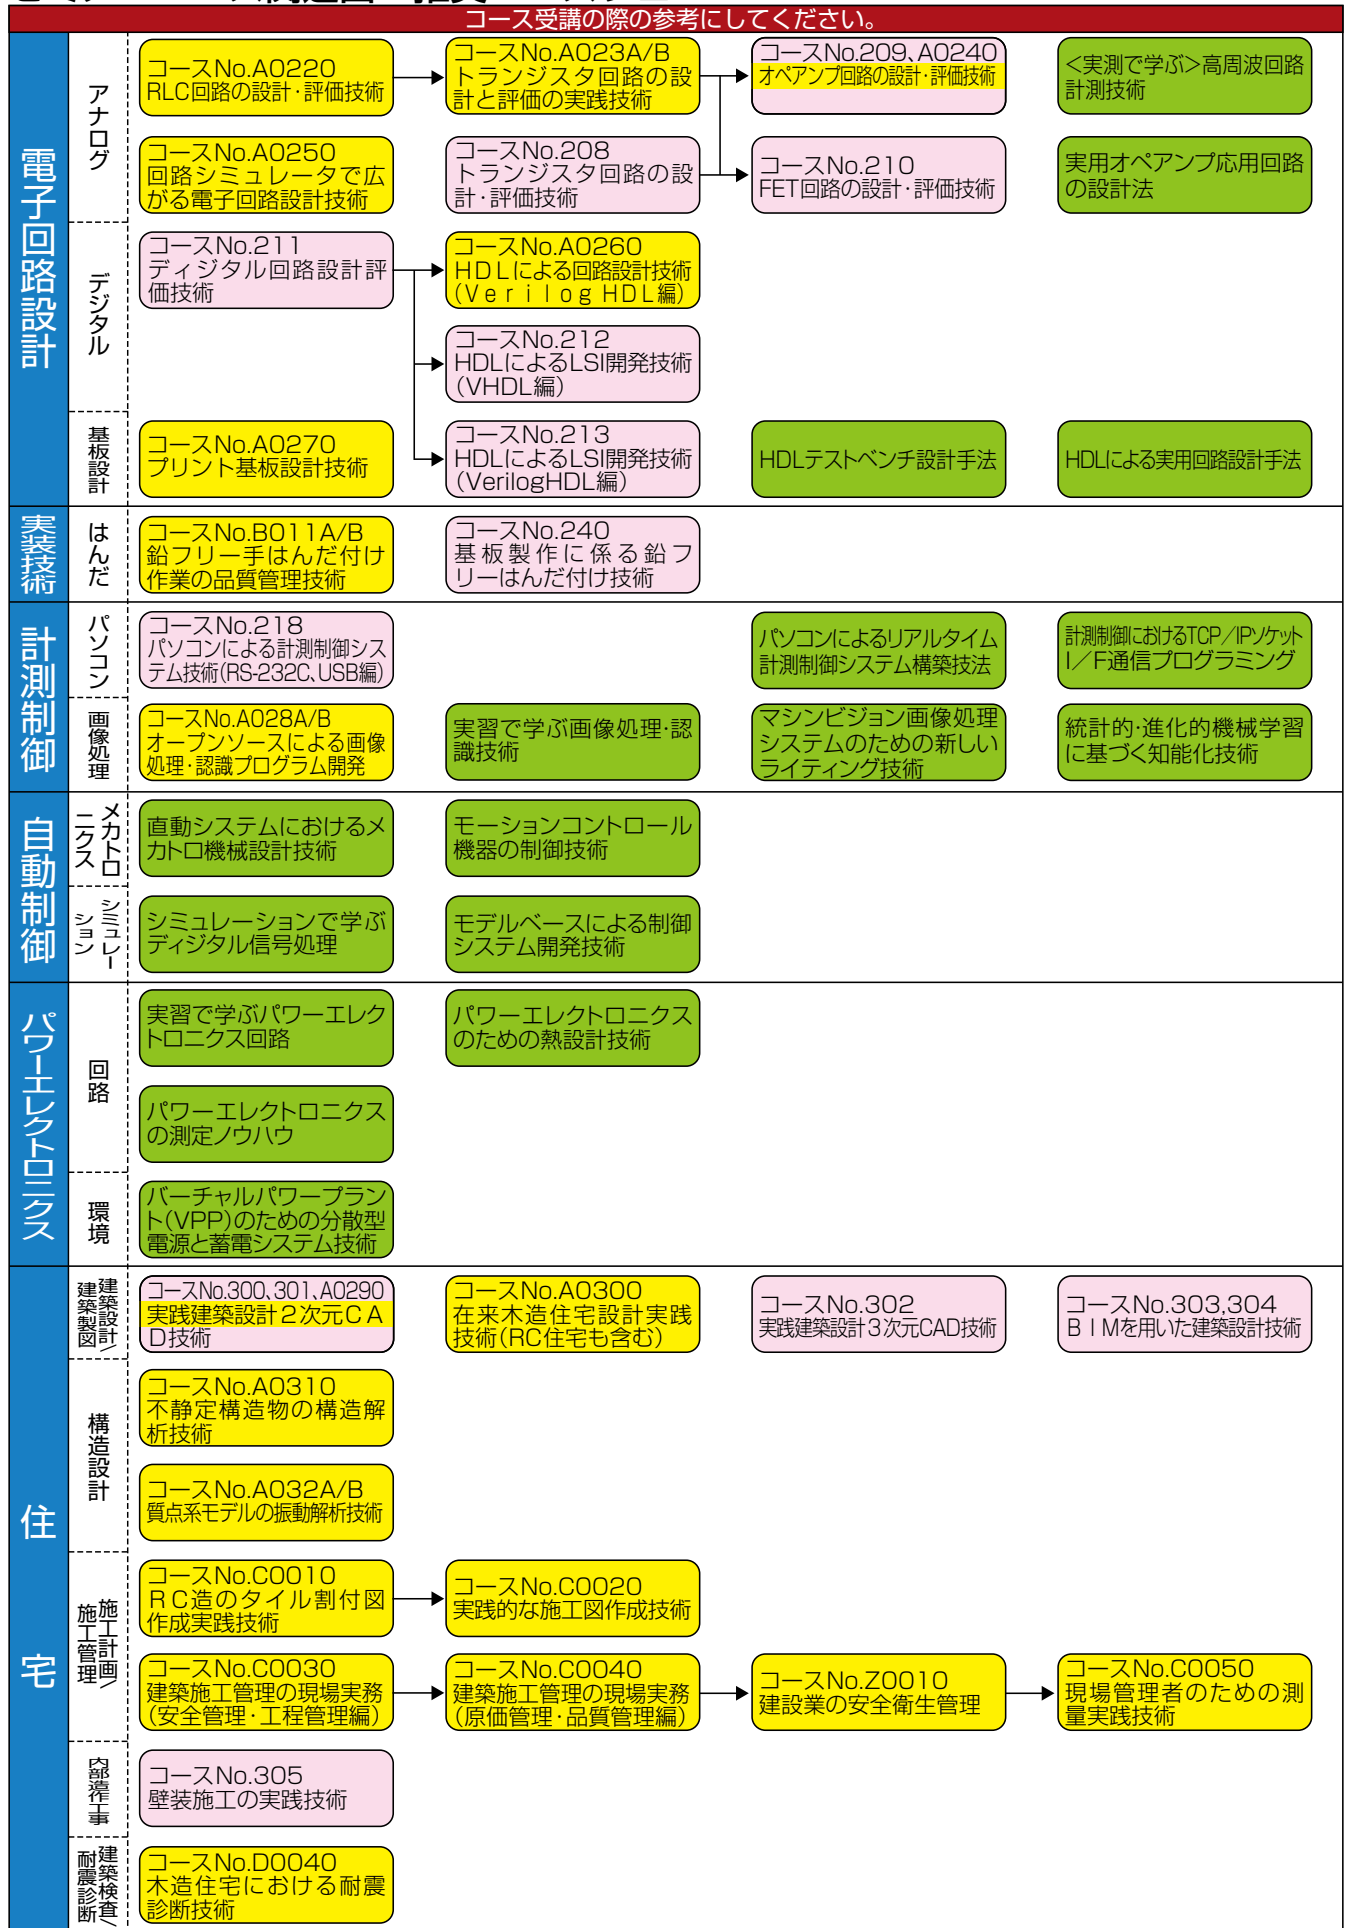 コース受講の際の参考にしてください。
電子回路設計
アナログ
コースNo.A0220
RLC回路の設計・評価技術
コースNo.A023A/B
トランジスタ回路の設
計と評価の実践技術
コースNo.209、A0240
オペアンプ回路の設計・評価技術
<実測で学ぶ>高周波回路
計測技術
コースNo.A0250
回路シミュレータで広
がる電子回路設計技術
コースNo.208
トランジスタ回路の設
計・評価技術
コースNo.210
FET回路の設計・評価技術
実用オペアンプ応用回路
の設計法
デジタル
コースNo.211
ディジタル回路設計評
価技術
コースNo.A0260
HDLによる回路設計技術
(Verilog HDL編)
コースNo.212
HDLによるLSI開発技術
(VHDL編)
基板設計
コースNo.A0270
プリント基板設計技術
コースNo.213
HDLによるLSI開発技術
(VerilogHDL編)
HDLテストベンチ設計手法
HDLによる実用回路設計手法
実装技術
はんだ
コースNo.B011A/B
鉛フリー手はんだ付け
作業の品質管理技術
コースNo.240
基板製作に係る鉛フ
リーはんだ付け技術
計測制御
パソコン
コースNo.218
パソコンによる計測制御シス
テム技術(RS-232C、USB編)
パソコンによるリアルタイム
計測制御システム構築技法
計測制御におけるTCP/IPソケット
I/F通信プログラミング
画像処理
コースNo.A028A/B
オープンソースによる画像
処理・認識プログラム開発
実習で学ぶ画像処理・認
識技術
マシンビジョン画像処理
システムのための新しい
ライティング技術
統計的・進化的機械学習
に基づく知能化技術
自動制御
メカトロ
ニクス
直動システムにおけるメ
カトロ機械設計技術
モーションコントロール
機器の制御技術
シミュレー
ション
シミュレーションで学ぶ
ディジタル信号処理
モデルベースによる制御
システム開発技術
パワーエレクトロニクス
回路
実習で学ぶパワーエレク
トロニクス回路
パワーエレクトロニクス
のための熱設計技術
パワーエレクトロニクス
の測定ノウハウ
環境
バーチャルパワープラン
ト(VPP)のための分散型
電源と蓄電システム技術
住宅
建築設計/
建築製図
コースNo.300、301、A0290
実践建築設計2次元CA
D技術
コースNo.A0300
在来木造住宅設計実践
技術(RC住宅も含む)
コースNo.302
実践建築設計3次元CAD技術
コースNo.303,304
BIMを用いた建築設計技術
構造設計
コースNo.A0310
不静定構造物の構造解
析技術
コースNo.A032A/B
質点系モデルの振動解析技術
施工計画/
施工管理
コースNo.C0010
RC造のタイル割付図
作成実践技術
コースNo.C0020
実践的な施工図作成技術
コースNo.C0030
建築施工管理の現場実務
(安全管理・工程管理編)
コースNo.C0040
建築施工管理の現場実務
(原価管理・品質管理編)
コースNo.Z0010
建設業の安全衛生管理
コースNo.C0050
現場管理者のための測
量実践技術
内部造作工事
コースNo.305
壁装施工の実践技術
建築検査/
耐震診断
コースNo.D0040
木造住宅における耐震
診断技術